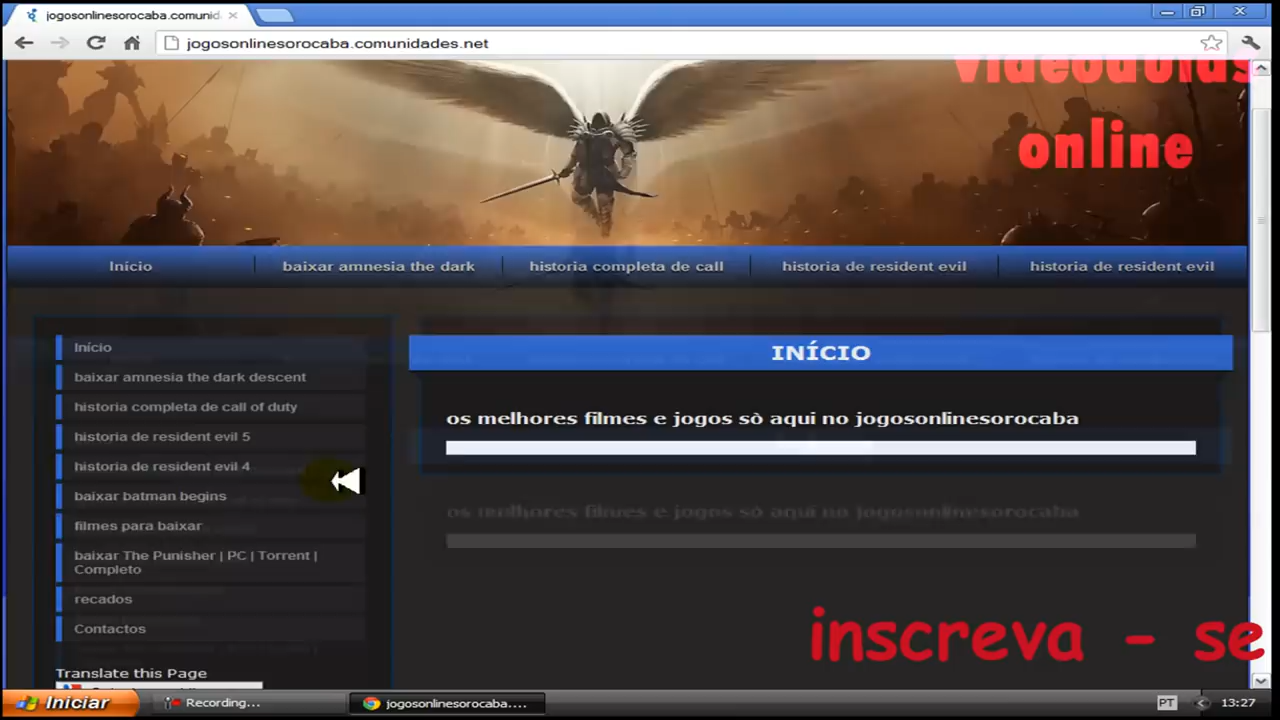 jogosonlinesorocaba.comunid
jogosonlinesorocaba.comunidades.net
videoaulas
online
Início
baixar amnesia the dark
historia completa de call
historia de resident evil
historia de resident evil
Início
baixar amnesia the dark descent
historia completa de call of duty
historia de resident evil 5
historia de resident evil 4
baixar batman begins
filmes para baixar
baixar The Punisher | PC | Torrent |
Completo
recados
Contactos
Translate this Page
INÍCIO
os melhores filmes e jogos sò aqui no jogosonlinesorocaba
os melhores filmes e jogos sò aqui no jogosonlinesorocaba
inscreva - se
Iniciar
Recording...
jogosonlinesorocaba....
PT
13:27